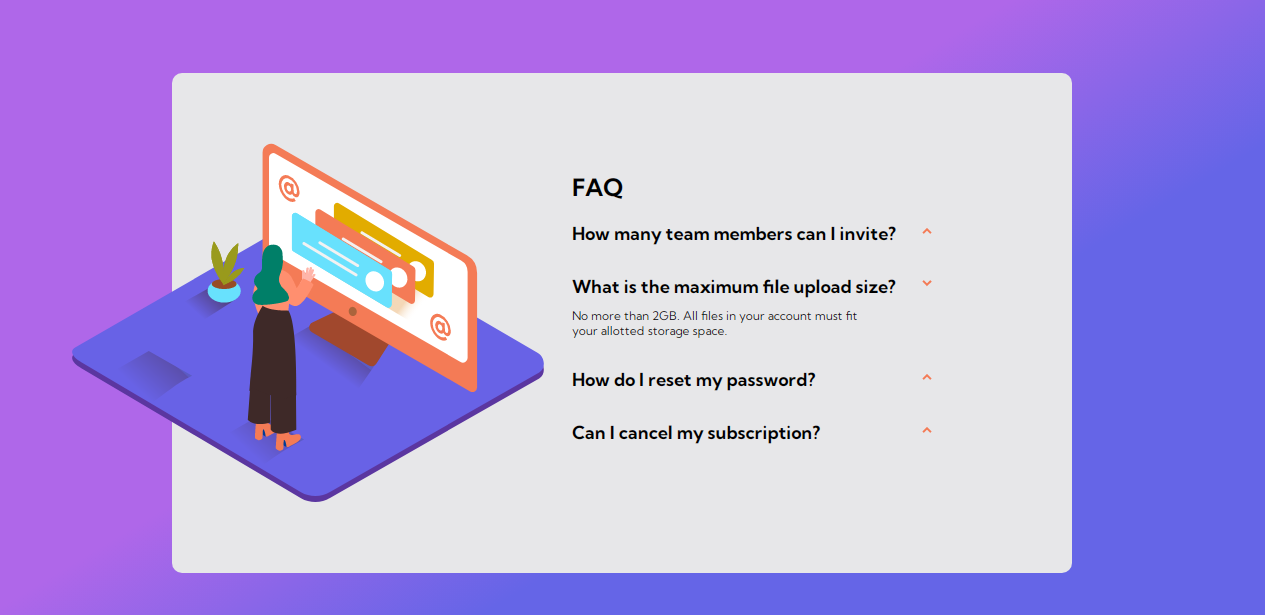 @
FAQ
How many team members can I invite?
What is the maximum file upload size?
No more than 2GB. All files in your account must fit
your allotted storage space.
@
How do I reset my password?
Can I cancel my subscription?